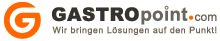 G GASTROpoint.com
Wir bringen Lösungen auf den Punkt!